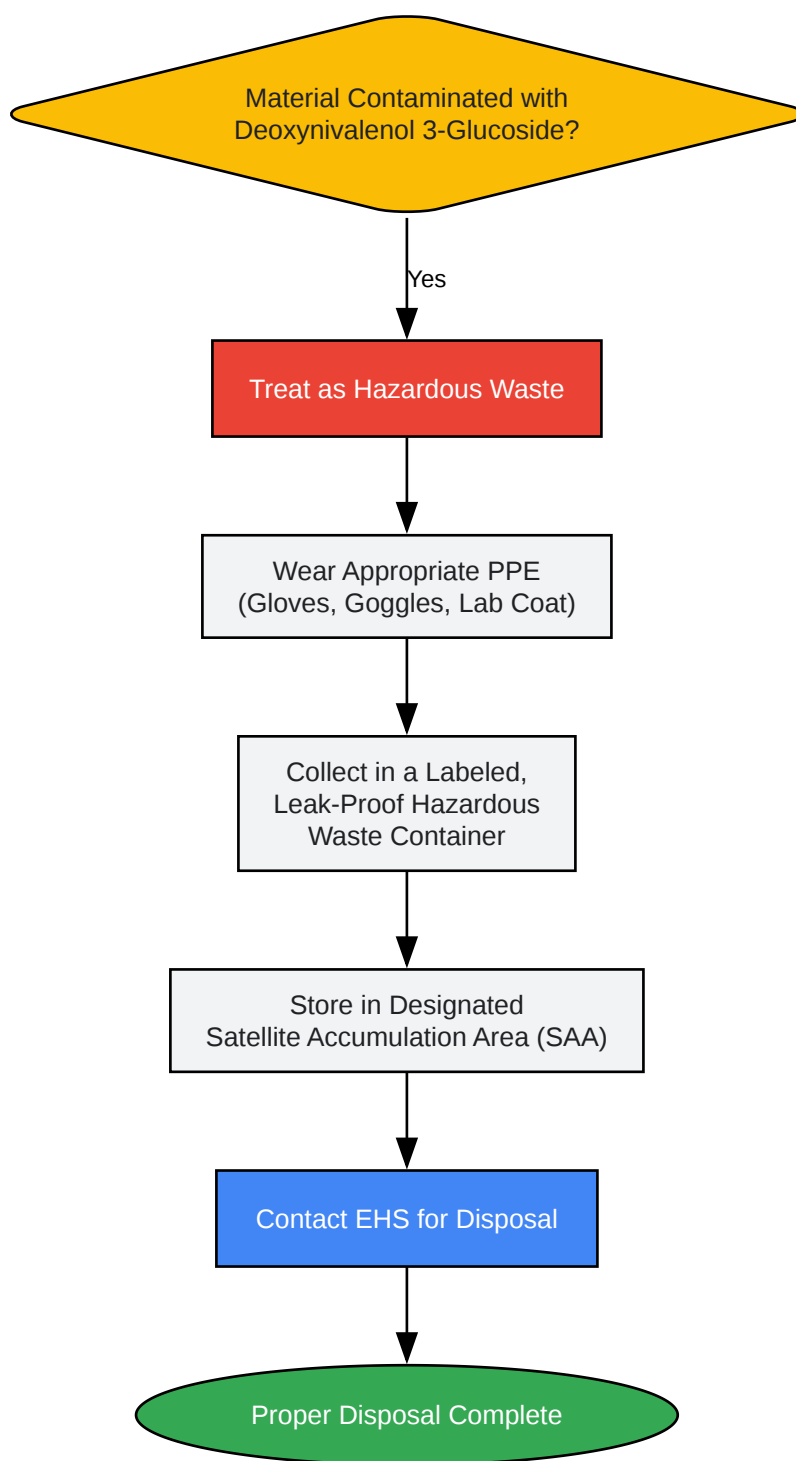 Material Contaminated with
Deoxynivalenol 3-Glucoside?
Yes
Treat as Hazardous Waste
Wear Appropriate PPE
(Gloves, Goggles, Lab Coat)
Collect in a Labeled,
Leak-Proof Hazardous
Waste Container
Store in Designated
Satellite Accumulation Area (SAA)
Contact EHS for Disposal
Proper Disposal Complete